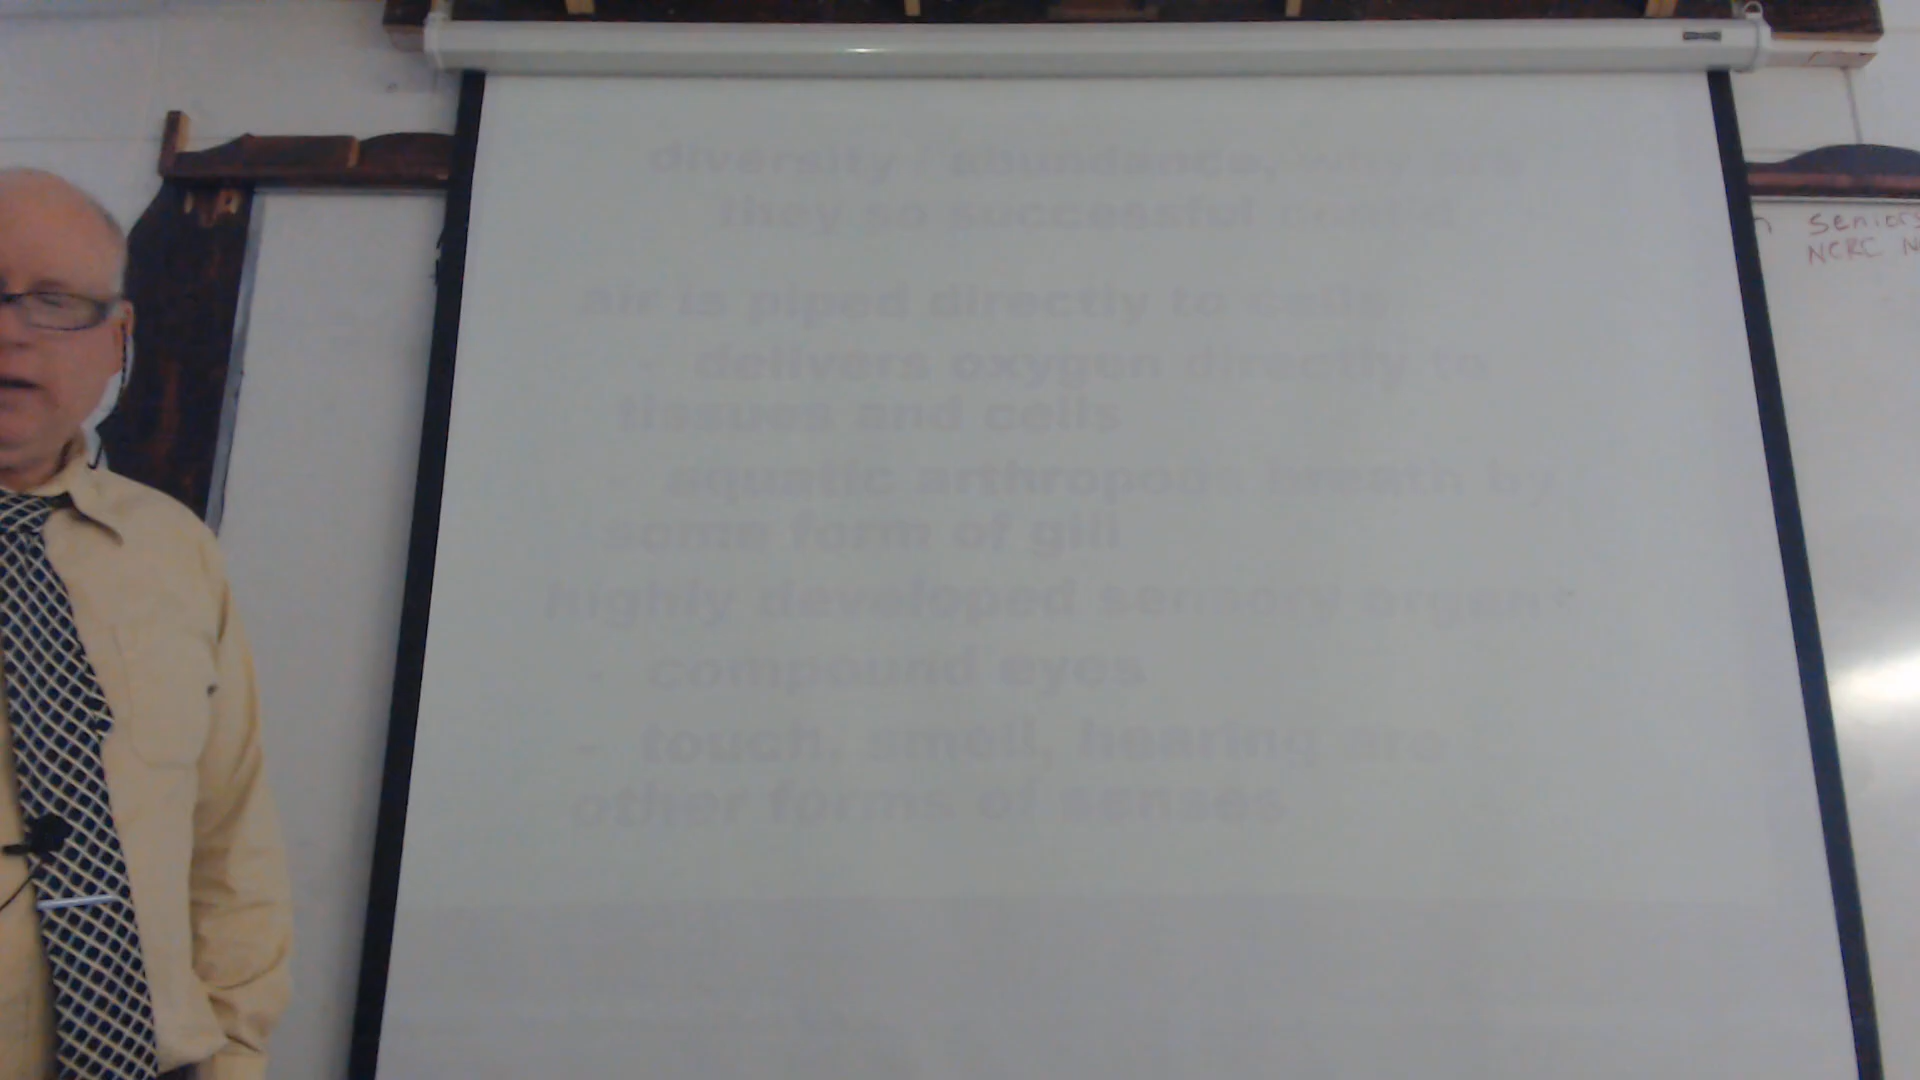 diversity / abundance, why are
they so successful cont'd
air is piped directly to cells
- delivers oxygen directly to
tissues and cells
- aquatic arthropods breath by
some form of gill
highly developed sensory organs
- compound eyes
- touch, smell, hearing are
other forms of senses
Seniors
NCRC